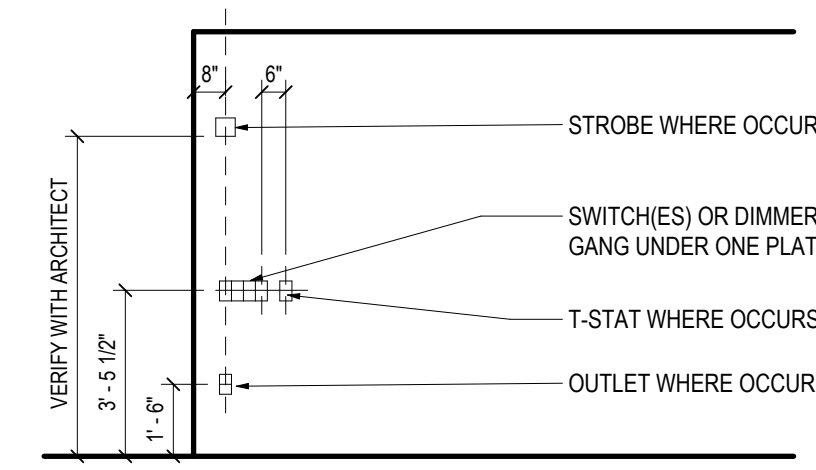 8"
6"
STROBE WHERE OCCUR
SWITCH(ES) OR DIMMER
GANG UNDER ONE PLAT
T-STAT WHERE OCCURS
OUTLET WHERE OCCUR
VERIFY WITH ARCHITECT
3' - 5 1/2"
1' - 6"